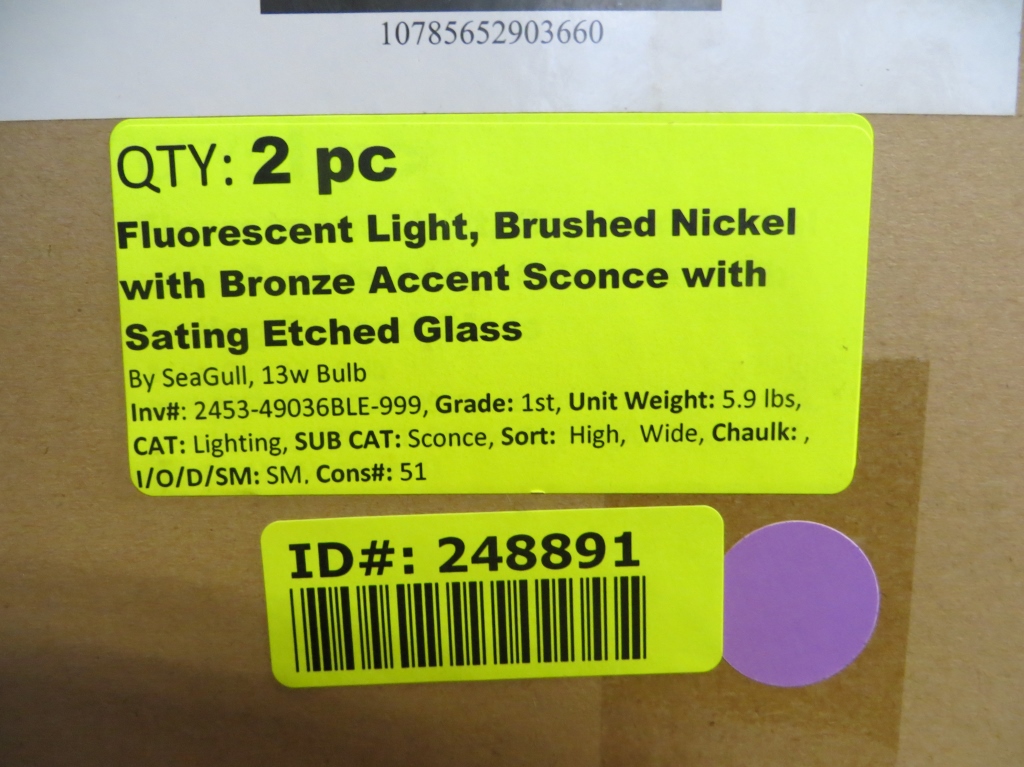 10785652903660
QTY: 2 pc
Fluorescent Light, Brushed Nickel
with Bronze Accent Sconce with
Sating Etched Glass
By SeaGull, 13w Bulb
Inv#: 2453-49036BLE-999, Grade: 1st, Unit Weight: 5.9 lbs,
CAT: Lighting, SUB CAT: Sconce, Sort: High, Wide, Chaulk: ,
I/O/D/SM: SM. Cons#: 51
ID#: 248891